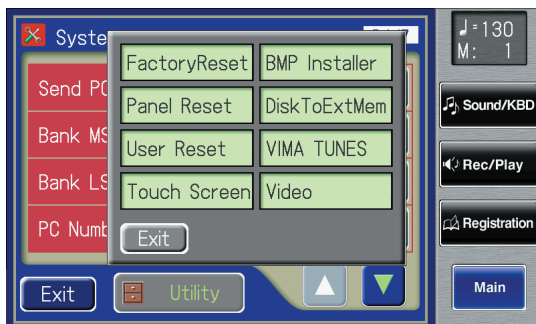 Syste
♩=130
M: 1
FactoryReset BMP Installer
Send PC
Panel Reset DiskToExtMem
Sound/KBD
Bank MS
User Reset VIMA TUNES
Rec/Play
Bank LS
Touch Screen Video
PC Numb
Exit
Registration
Exit
Utility
Main